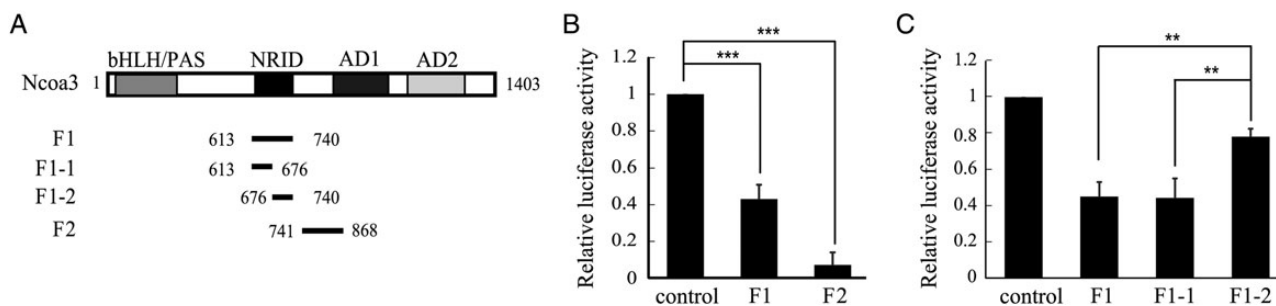 A
bHLH/PAS NRID AD1 AD2
Ncoa3 1 1403
F1 613 740
F1-1 613 676
F1-2 676 740
F2 741 868
B
Relative luciferase activity
1.2
1
0.8
0.6
0.4
0.2
0
***
***
control F1 F2
C
Relative luciferase activity
1.2
1
0.8
0.6
0.4
0.2
0
**
**
control F1 F1-1 F1-2